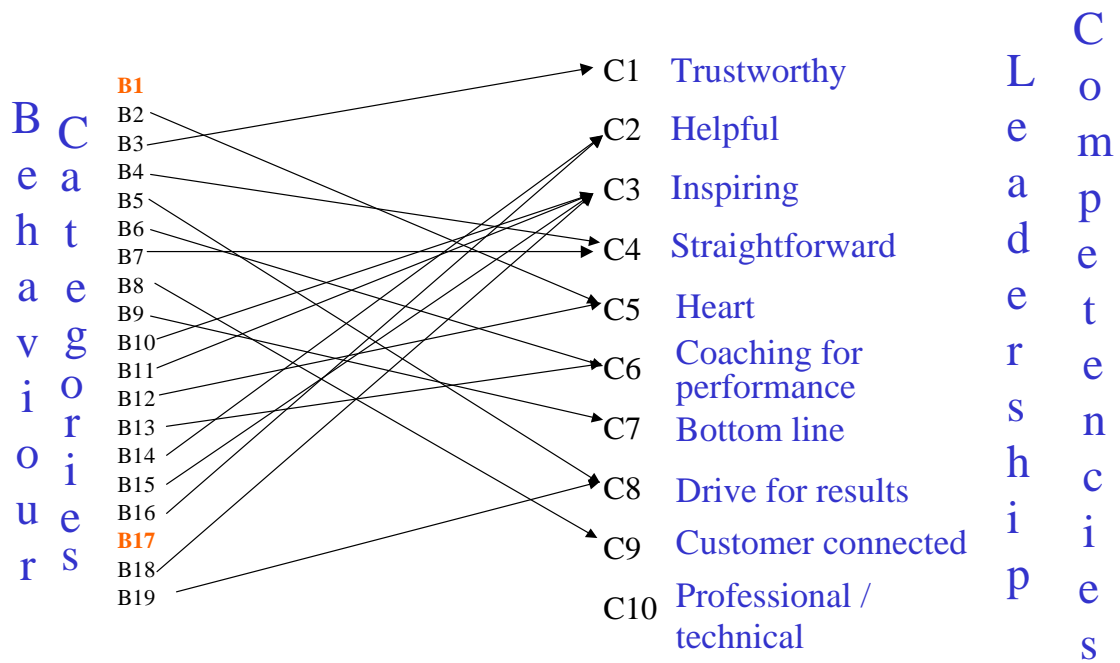 Behaviour
Categories
B1
B2
B3
B4
B5
B6
B7
B8
B9
B10
B11
B12
B13
B14
B15
B16
B17
B18
B19
C1 Trustworthy
C2 Helpful
C3 Inspiring
C4 Straightforward
C5 Heart
C6 Coaching for
performance
C7 Bottom line
C8 Drive for results
C9 Customer connected
C10 Professional /
technical
Leadership
Competencies